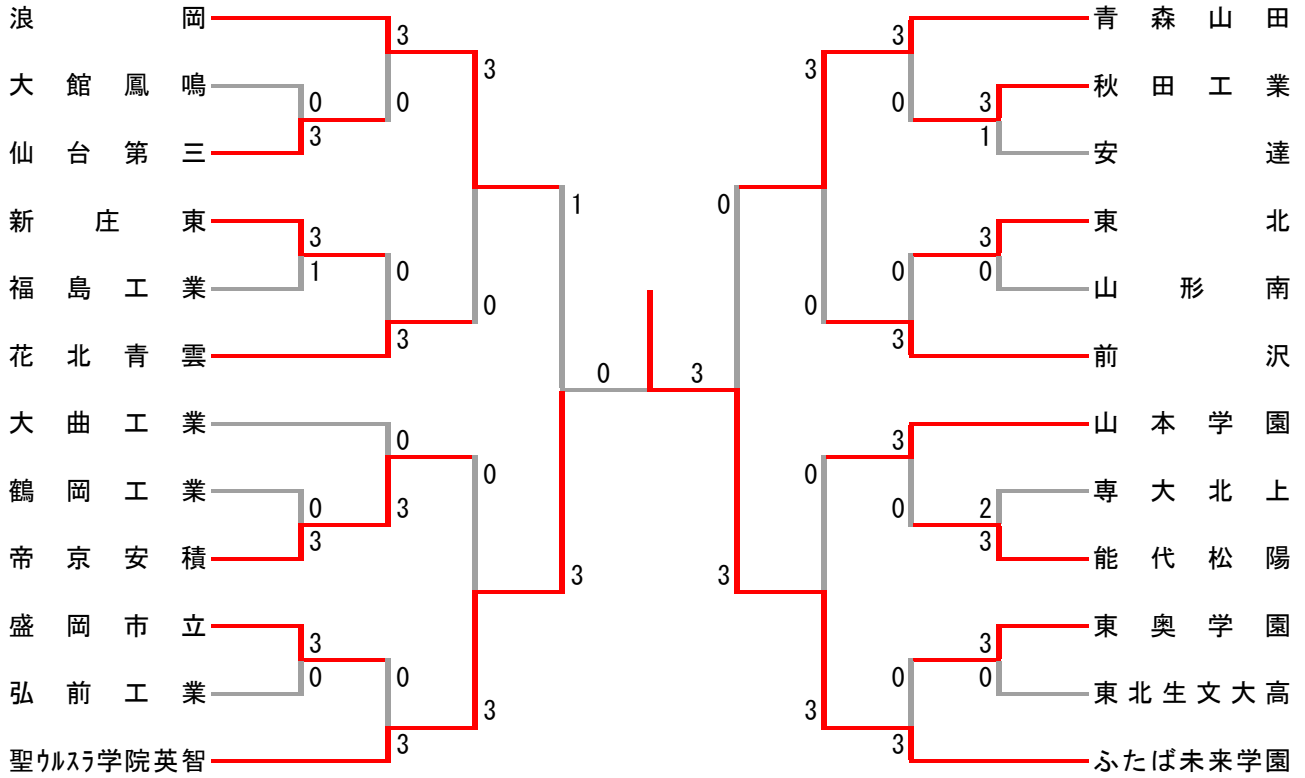 浪岡 3 3 青森山田
3 3
大館鳳鳴 0 0 0 3 秋田工業
仙台第三 3 1 安達
1 0
新庄東 3 3 東北
福島工業 1 0 0 0 山形南
0 0
花北青雲 3 3 前沢
0 3
大曲工業 0 3 山本学園
0 0
鶴岡工業 0 3 0 2 専大北上
帝京安積 3 3 能代松陽
3 3
盛岡市立 3 3 東奥学園
弘前工業 0 0 0 0 東北生文大高
3 3
聖ウルスラ学院英智 3 3 ふたば未来学園